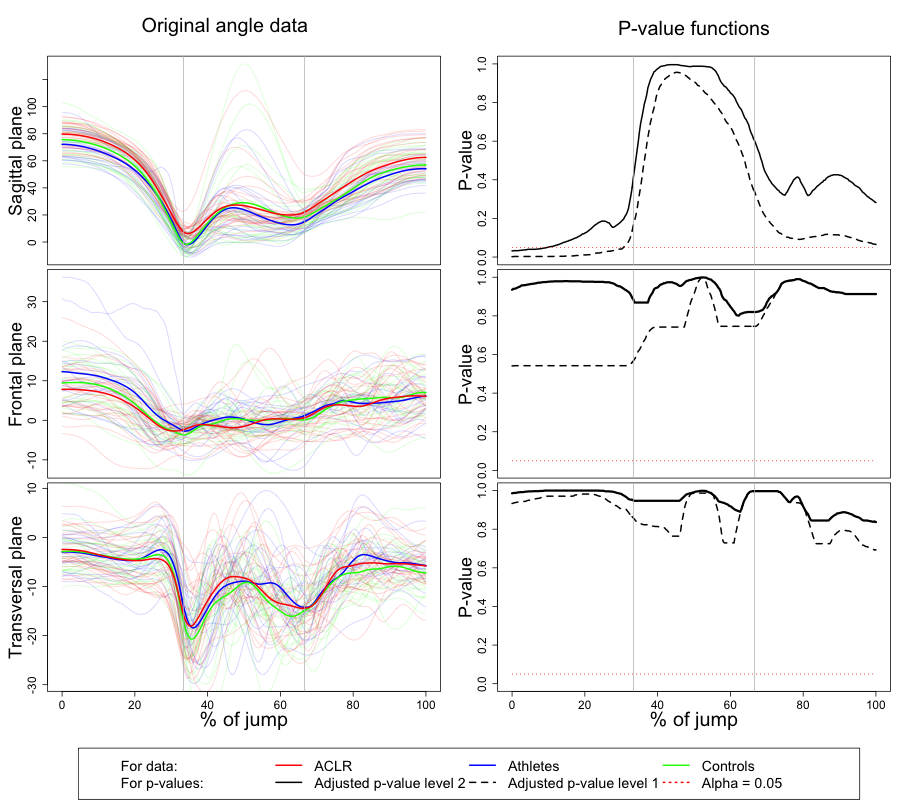 Original angle data
P-value functions
Sagittal plane
0 20 40 60 80 100
P-value
0.0 0.2 0.4 0.6 0.8 1.0
Frontal plane
-10 0 10 20 30
P-value
0.0 0.2 0.4 0.6 0.8 1.0
Transversal plane
-30 -20 -10 0 10
P-value
0.0 0.2 0.4 0.6 0.8 1.0
0 20 40 60 80 100
0 20 40 60 80 100
% of jump
% of jump
For data: ACLR Athletes Controls
For p-values: Adjusted p-value level 2 Adjusted p-value level 1 Alpha = 0.05